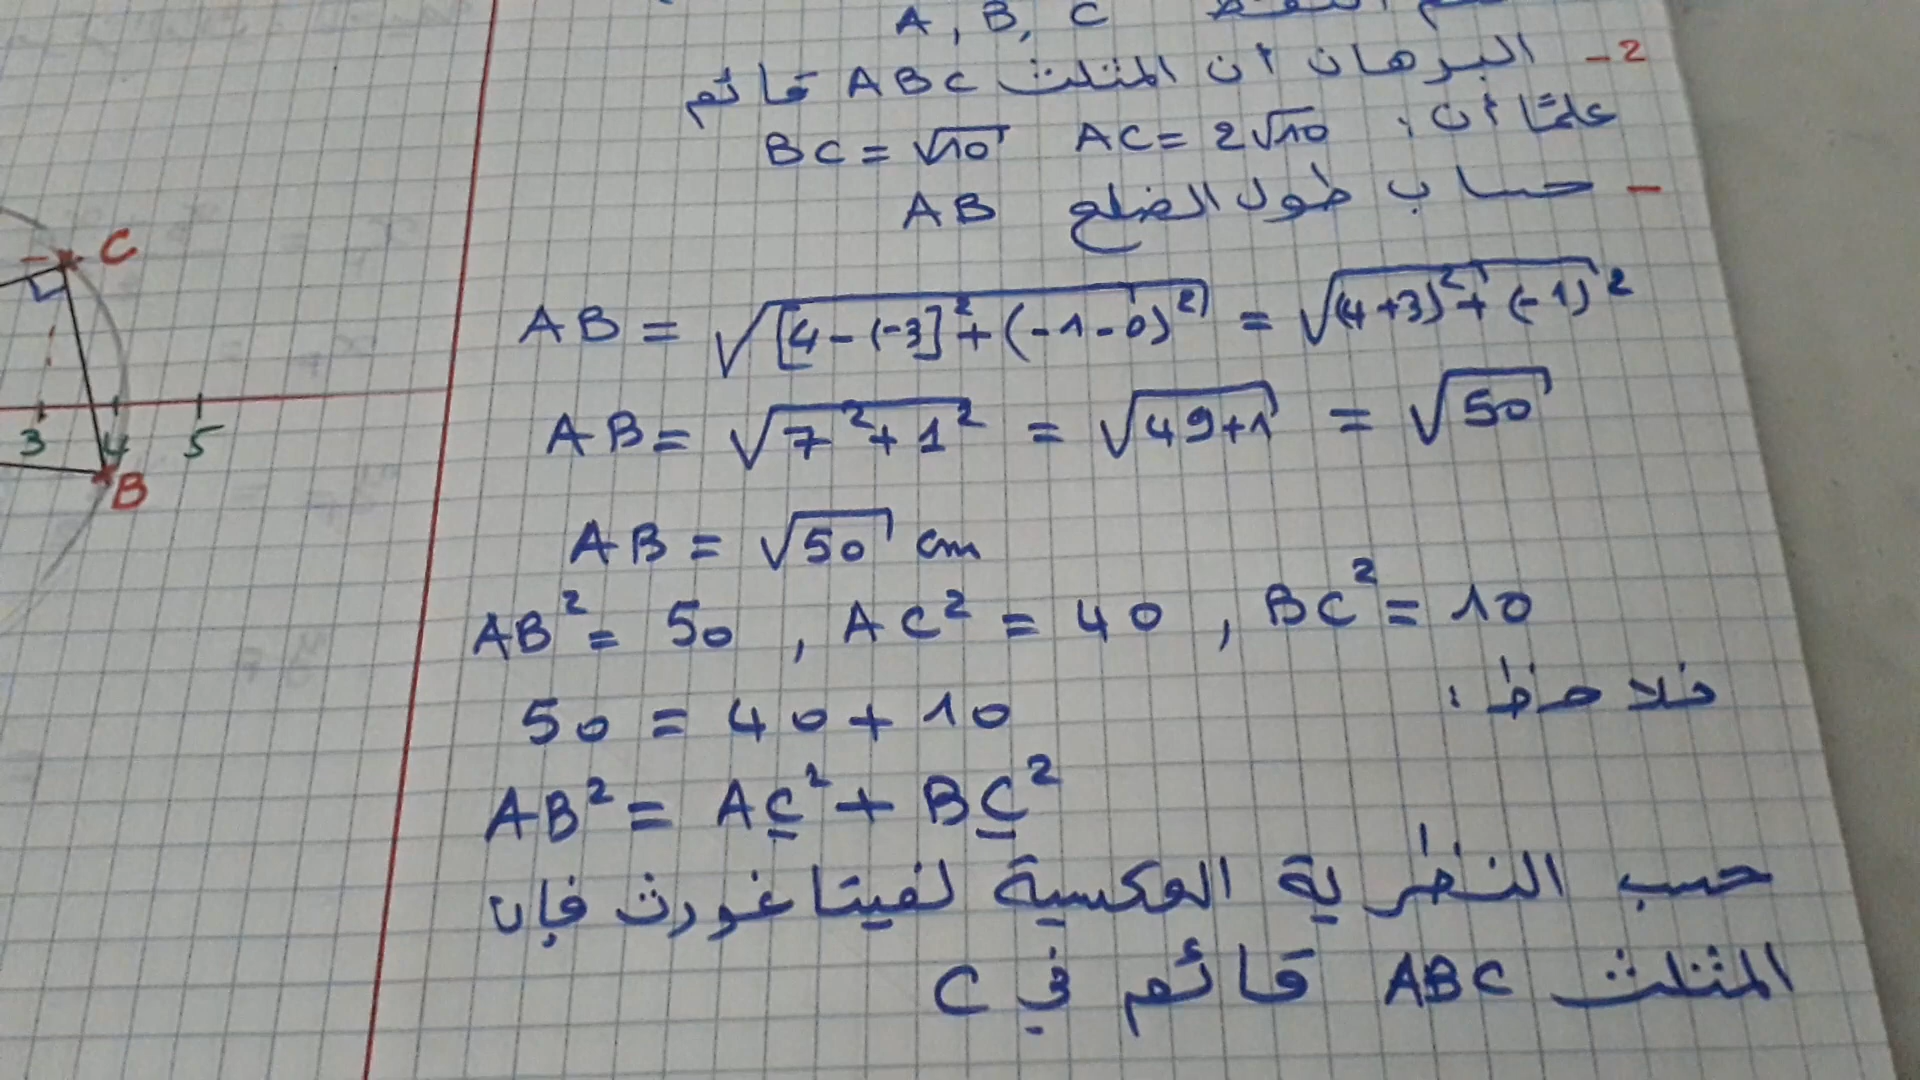 A, B, C
2- البرهان أن المثلث ABC قائم
علمًا أن: AC = 2√10 BC = √10
- حساب طول الضلع AB
AB = √([4-(-3]²+(-1-0)²) = √((4+3)²+(-1)²)
AB = √(7²+1²) = √(49+1) = √50
AB = √50 cm
AB² = 50 , AC² = 40 , BC² = 10
نلاحظ:
50 = 40 + 10
AB² = AC² + BC²
حسب النظرية العكسية لفيتاغورث فإن
المثلث ABC قائم في C
C
3 4 5
B